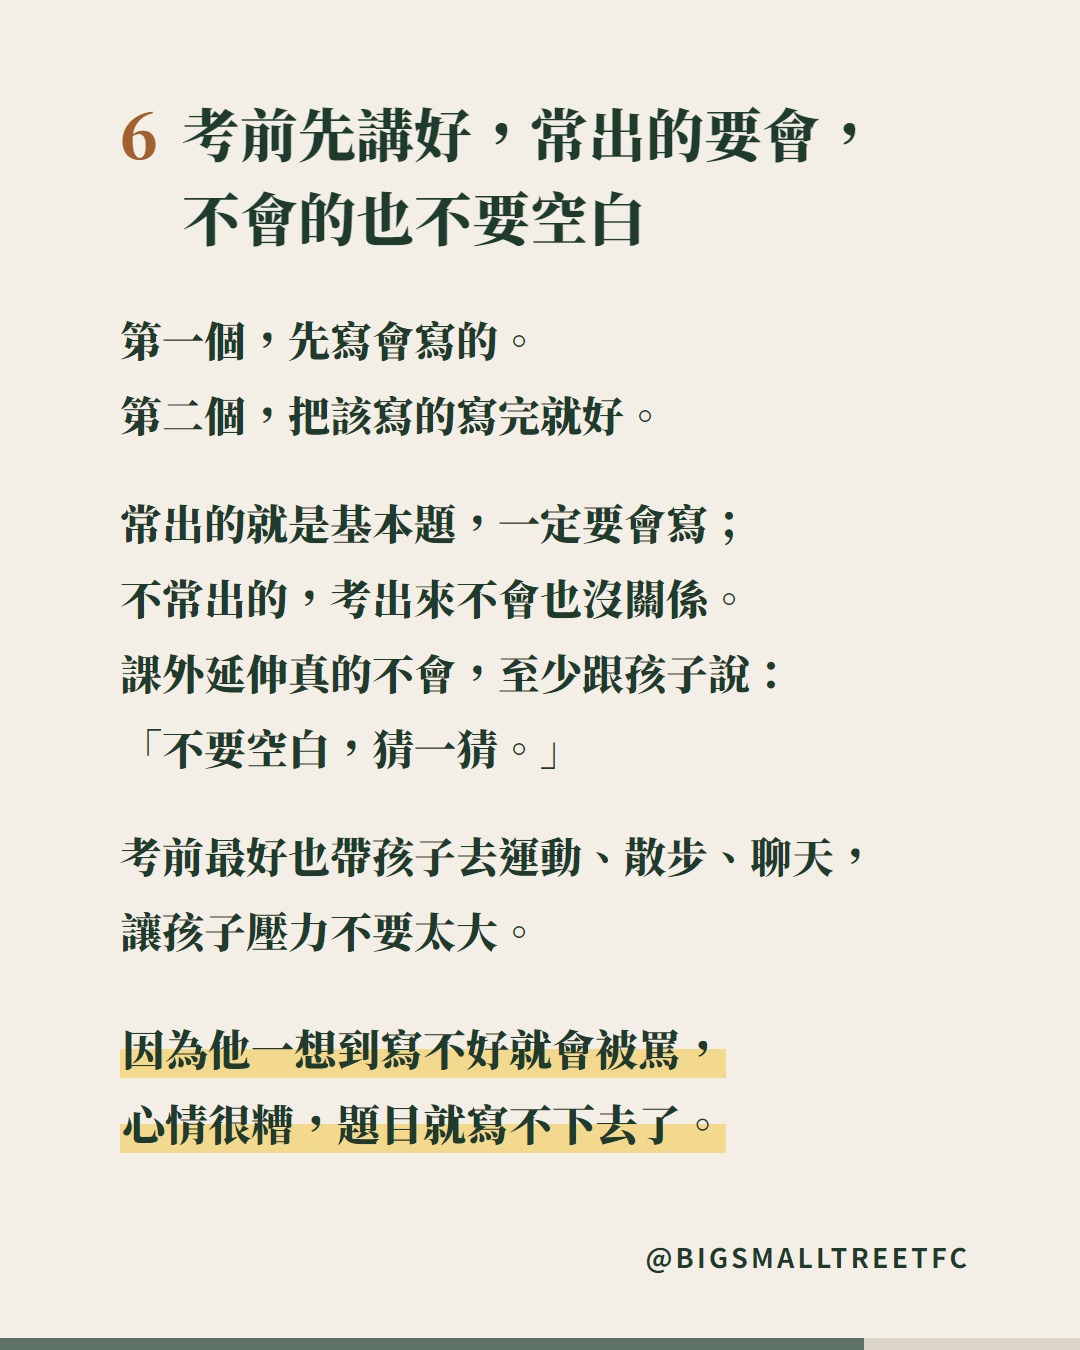 6 考前先講好，常出的要會，
不會的也不要空白
第一個，先寫會寫的。
第二個，把該寫的寫完就好。
常出的就是基本題，一定要會寫；
不常出的，考出來不會也沒關係。
課外延伸真的不會，至少跟孩子說：
「不要空白，猜一猜。」
考前最好也帶孩子去運動、散步、聊天，
讓孩子壓力不要太大。
因為他一想到寫不好就會被罵，
心情很糟，題目就寫不下去了。
@BIGSMALLTREETFC